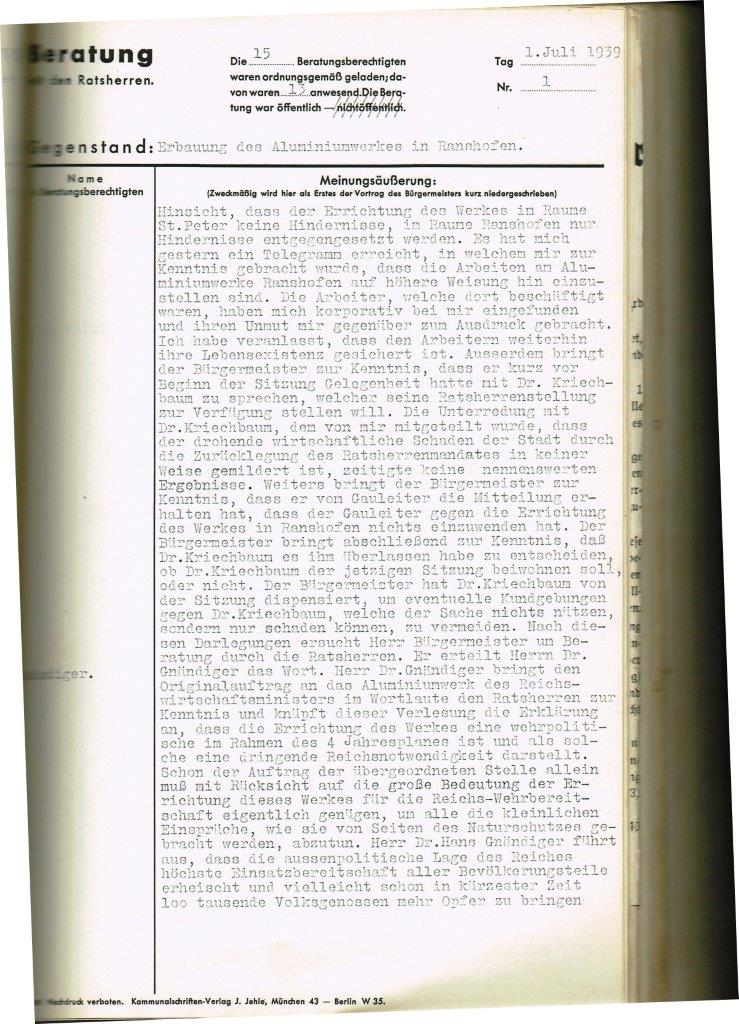 Beratung
den Ratsherren.
Die 15 Beratungsberechtigten
waren ordnungsgemäß geladen; da-
von waren 13 anwesend. Die Bera-
tung war öffentlich — nichtöffentlich.
Tag 1. Juli 1939
Nr. 1
Gegenstand: Erbauung des Aluminiumwerkes in Ranshofen.
Name
Beratungsberechtigten
Meinungsäußerung:
(Zweckmäßig wird hier als Erstes der Vortrag des Bürgermeisters kurz niedergeschrieben)
Hinsicht, dass der Errichtung des Werkes im Raume
St.Peter keine Hindernisse, im Raume Ranshofen nur
Hindernisse entgegengesetzt werden. Es hat mich
gestern ein Telegramm erreicht, in welchem mir zur
Kenntnis gebracht wurde, dass die Arbeiten am Alu-
miniumwerke Ranshofen auf höhere Weisung hin einzu-
stellen sind. Die Arbeiter, welche dort beschäftigt
waren, haben mich korporativ bei mir eingefunden
und ihren Unmut mir gegenüber zum Ausdruck gebracht.
Ich habe veranlasst, dass den Arbeitern weiterhin
ihre Lebensexistenz gesichert ist. Ausserdem bringt
der Bürgermeister zur Kenntnis, dass er kurz vor
Beginn der Sitzung Gelegenheit hatte mit Dr. Kriech-
baum zu sprechen, welcher seine Ratsherrenstellung
zur Verfügung stellen will. Die Unterredung mit
Dr.Kriechbaum, dem von mir mitgeteilt wurde, dass
der drohende wirtschaftliche Schaden der Stadt durch
die Zurücklegung des Ratsherrenmandates in keiner
Weise gemildert ist, zeitigte keine nennenswerten
Ergebnisse. Weiters bringt der Bürgermeister zur
Kenntnis, dass er von Gauleiter die Mitteilung er-
halten hat, dass der Gauleiter gegen die Errichtung
des Werkes in Ranshofen nichts einzuwenden hat. Der
Bürgermeister bringt abschließend zur Kenntnis, daß
Dr.Kriechbaum es ihm überlassen habe zu entscheiden,
ob Dr.Kriechbaum der jetzigen Sitzung beiwohnen soll,
oder nicht. Der Bürgermeister hat Dr.Kriechbaum von
der Sitzung dispensiert, um eventuelle Kundgebungen
gegen Dr.Kriechbaum, welche der Sache nichts nützen,
sondern nur schaden können, zu vermeiden. Nach die-
sen Darlegungen ersucht Herr Bürgermeister um Be-
ratung durch die Ratsherren. Er erteilt Herrn Dr.
Gnändiger das Wort. Herr Dr.Gnändiger bringt den
Originalauftrag an das Aluminiumwerk des Reichs-
wirtschaftsministers im Wortlaute den Ratsherren zur
Kenntnis und knüpft dieser Verlesung die Erklärung
an, dass die Errichtung des Werkes eine wehrpoliti-
sche im Rahmen des 4 Jahresplanes ist und als sol-
che eine dringende Reichsnotwendigkeit darstellt.
Schon der Auftrag der übergeordneten Stelle allein
muß mit Rücksicht auf die große Bedeutung der Er-
richtung dieses Werkes für die Reichs-Wehrbereit-
schaft eigentlich genügen, um alle die kleinlichen
Einsprüche, wie sie von Seiten des Naturschutzes ge-
bracht werden, abzutun. Herr Dr.Hans Gnändiger führt
aus, dass die aussenpolitische Lage des Reiches
höchste Einsatzbereitschaft aller Bevölkerungsteile
erheischt und vielleicht schon in kürzester Zeit
loo tausende Volksgenossen mehr Opfer zu bringen
Nachdruck verboten. Kommunalschriften-Verlag J. Jehle, München 43 — Berlin W 35.